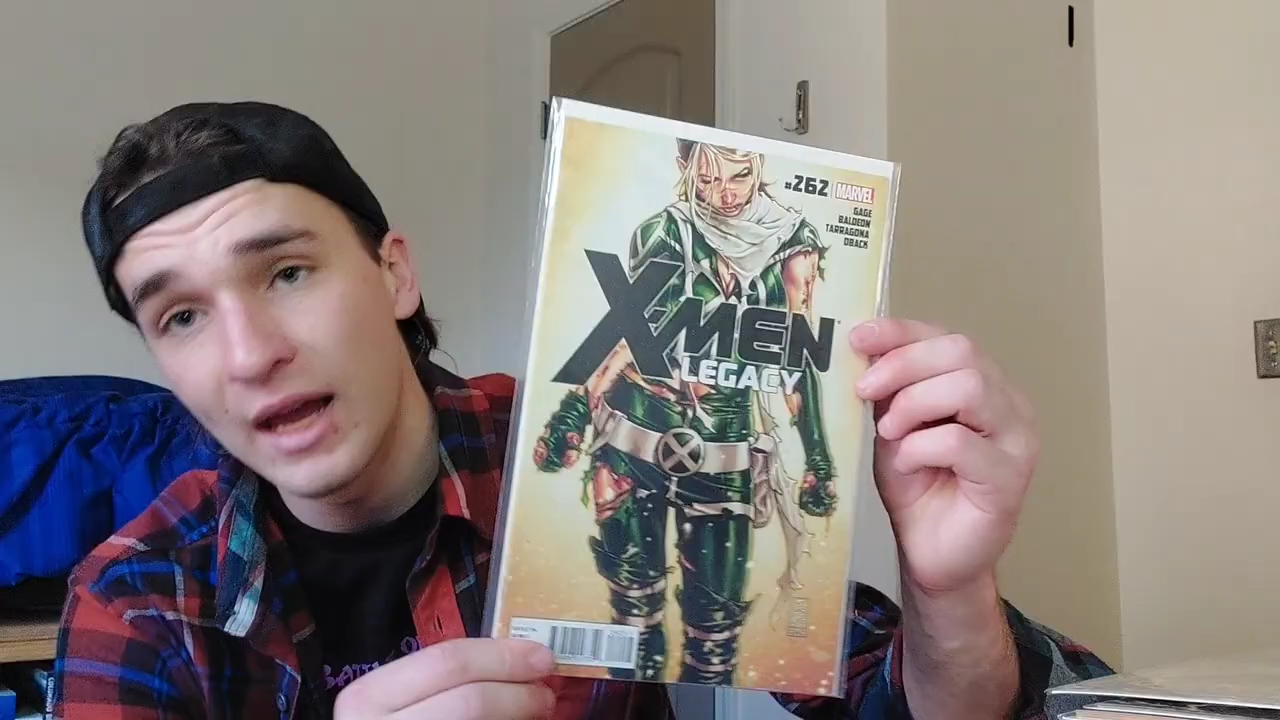 #262 MARVEL
GAGE
BALDEON
TARRAGONA
OBACK
X-MEN
LEGACY